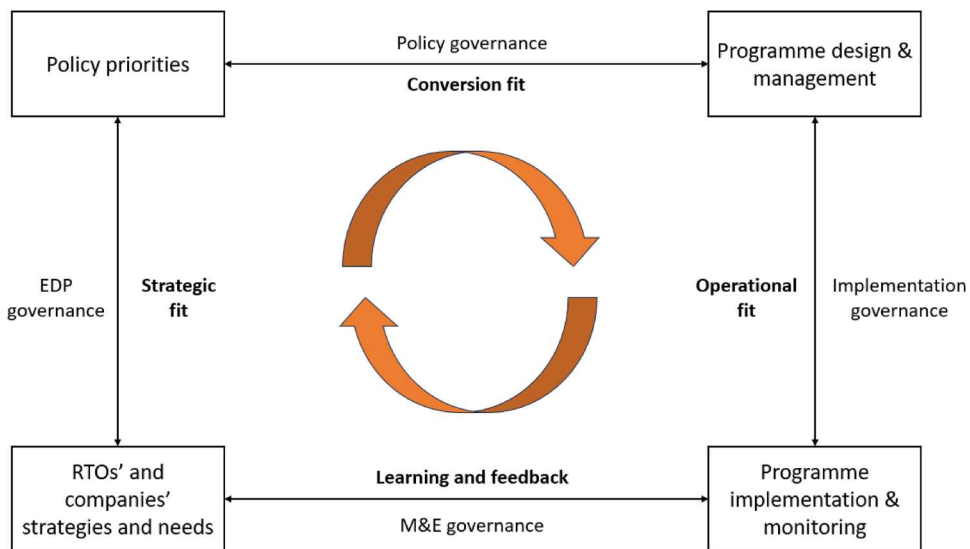 Policy priorities
Policy governance
Conversion fit
Programme design &
management
EDP
governance
Strategic
fit
Operational
fit
Implementation
governance
RTOs’ and
companies’
strategies and needs
Learning and feedback
M&E governance
Programme
implementation &
monitoring